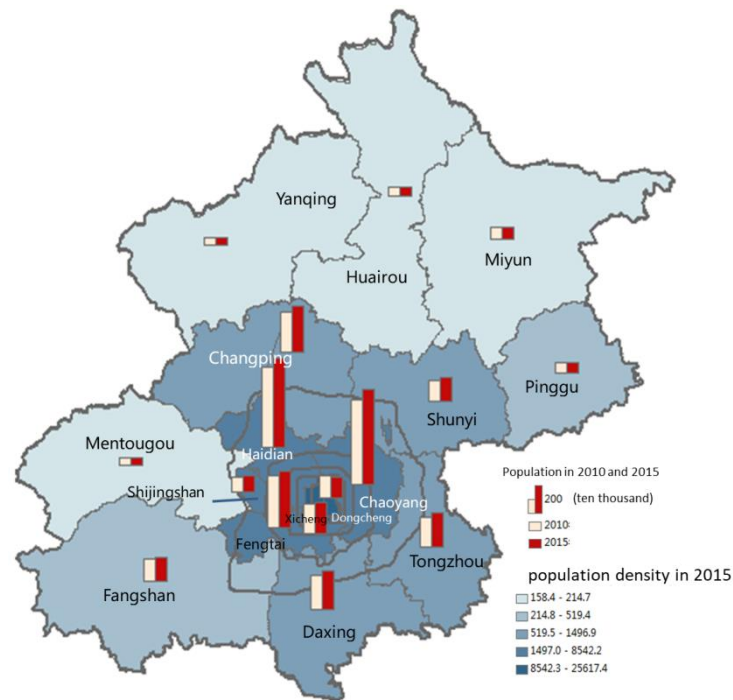 Yanqing
Miyun
Huairou
Changping
Pinggu
Shunyi
Mentougou
Haidian
Shijingshan
Chaoyang
Xicheng
Dongcheng
Fengtai
Tongzhou
Fangshan
Daxing
Population in 2010 and 2015
200 (ten thousand)
2010:
2015:
population density in 2015
158.4 - 214.7
214.8 - 519.4
519.5 - 1496.9
1497.0 - 8542.2
8542.3 - 25617.4